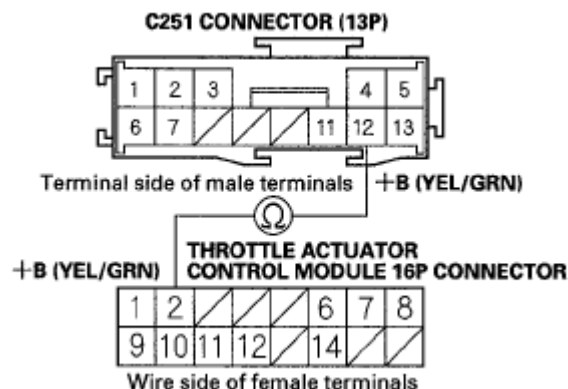 C251 CONNECTOR (13P)
1 2 3 4 5
6 7 11 12 13
Terminal side of male terminals
+B (YEL/GRN)
Ω
+B (YEL/GRN)
THROTTLE ACTUATOR
CONTROL MODULE 16P CONNECTOR
1 2 6 7 8
9 10 11 12 14
Wire side of female terminals